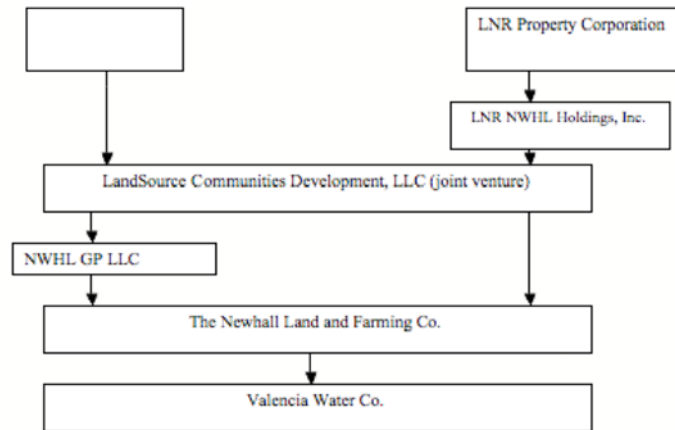 LNR Property Corporation
LNR NWHL Holdings, Inc.
LandSource Communities Development, LLC (joint venture)
NWHL GP LLC
The Newhall Land and Farming Co.
Valencia Water Co.